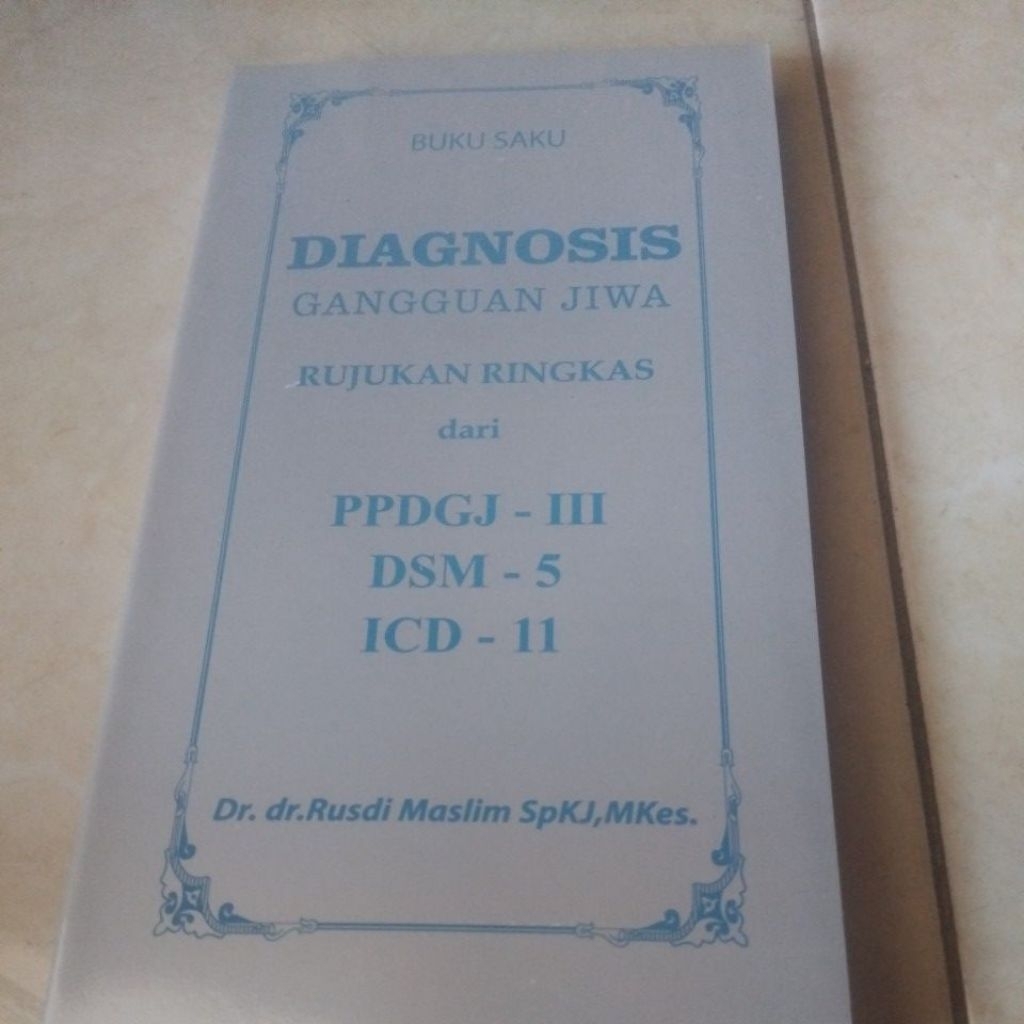 BUKU SAKU
DIAGNOSIS
GANGGUAN JIWA
RUJUKAN RINGKAS
dari
PPDGJ - III
DSM - 5
ICD - 11
Dr. dr.Rusdi Maslim SpKJ,MKes.